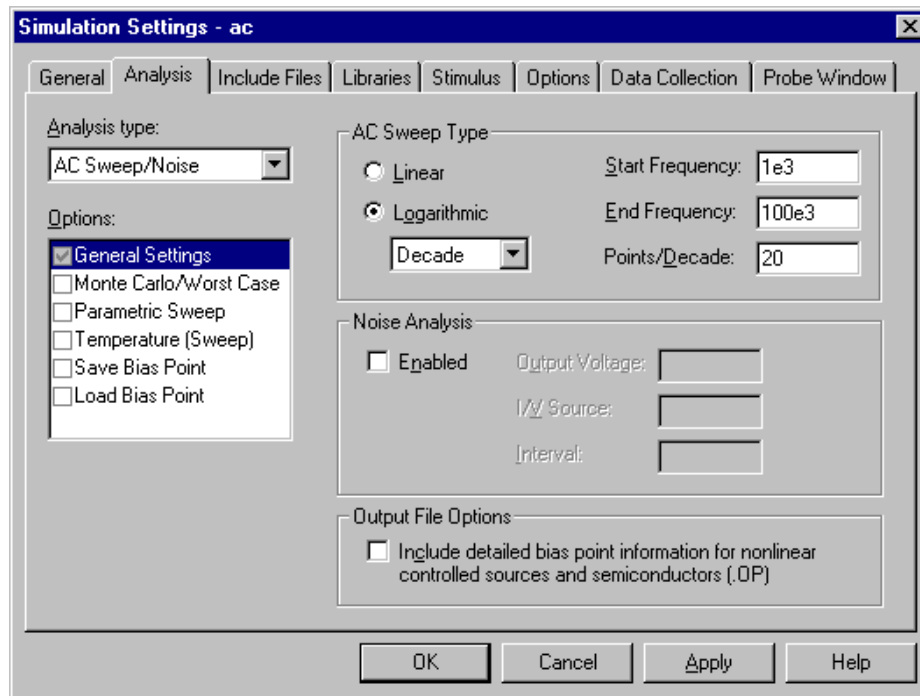 Simulation Settings - ac
General Analysis Include Files Libraries Stimulus Options Data Collection Probe Window
Analysis type:
AC Sweep/Noise
Options:
General Settings
Monte Carlo/Worst Case
Parametric Sweep
Temperature (Sweep)
Save Bias Point
Load Bias Point
AC Sweep Type
Linear
Logarithmic
Decade
Start Frequency: 1e3
End Frequency: 100e3
Points/Decade: 20
Noise Analysis
Enabled
Output Voltage:
I/V Source:
Interval:
Output File Options
Include detailed bias point information for nonlinear
controlled sources and semiconductors (.OP)
OK Cancel Apply Help